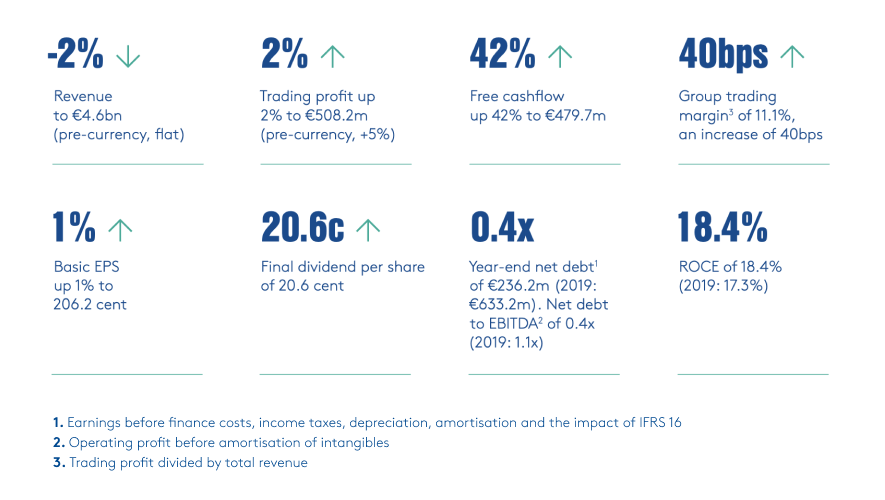 -2%
Revenue
to €4.6bn
(pre-currency, flat)
2%
Trading profit up
2% to €508.2m
(pre-currency, +5%)
42%
Free cashflow
up 42% to €479.7m
40bps
Group trading
margin³ of 11.1%,
an increase of 40bps
1%
Basic EPS
up 1% to
206.2 cent
20.6c
Final dividend per share
of 20.6 cent
0.4x
Year-end net debt¹
of €236.2m (2019:
€633.2m). Net debt
to EBITDA² of 0.4x
(2019: 1.1x)
18.4%
ROCE of 18.4%
(2019: 17.3%)
1. Earnings before finance costs, income taxes, depreciation, amortisation and the impact of IFRS 16
2. Operating profit before amortisation of intangibles
3. Trading profit divided by total revenue